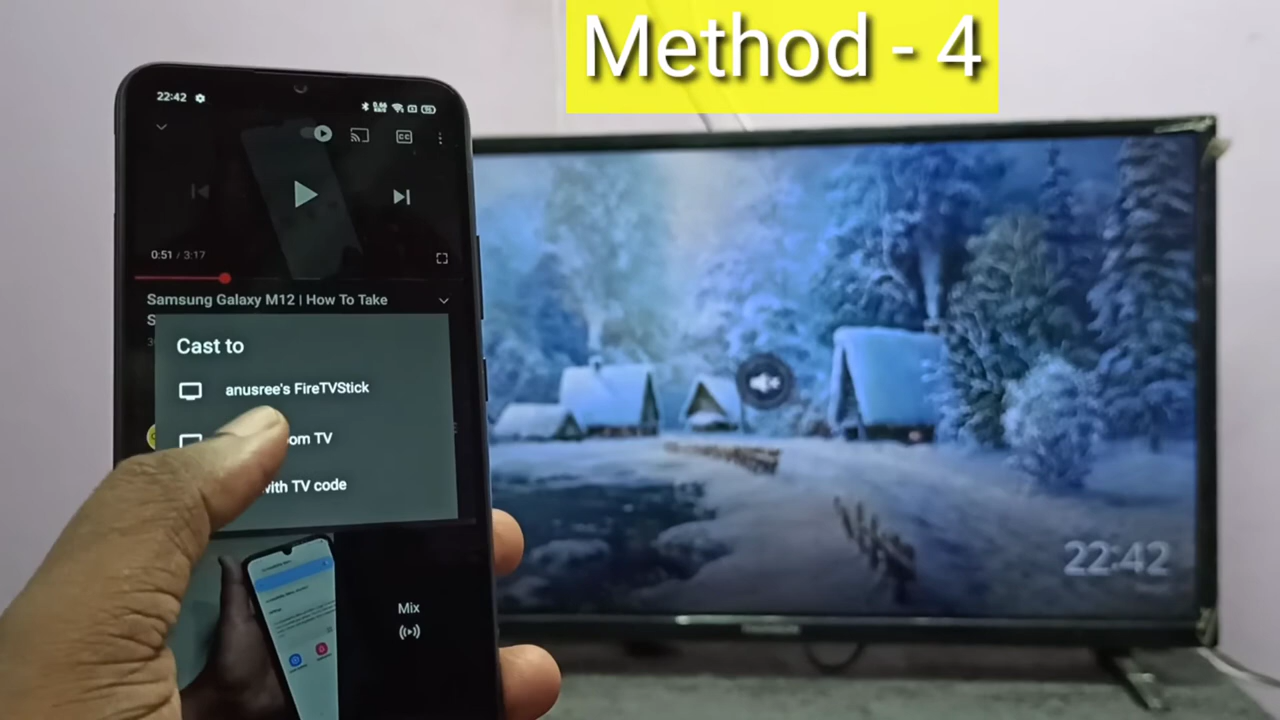 Method - 4
22:42
CC
0:51 / 3:17
Samsung Galaxy M12 | How To Take
S
Cast to
anusree's FireTVStick
TV
with TV code
Mix
22:42